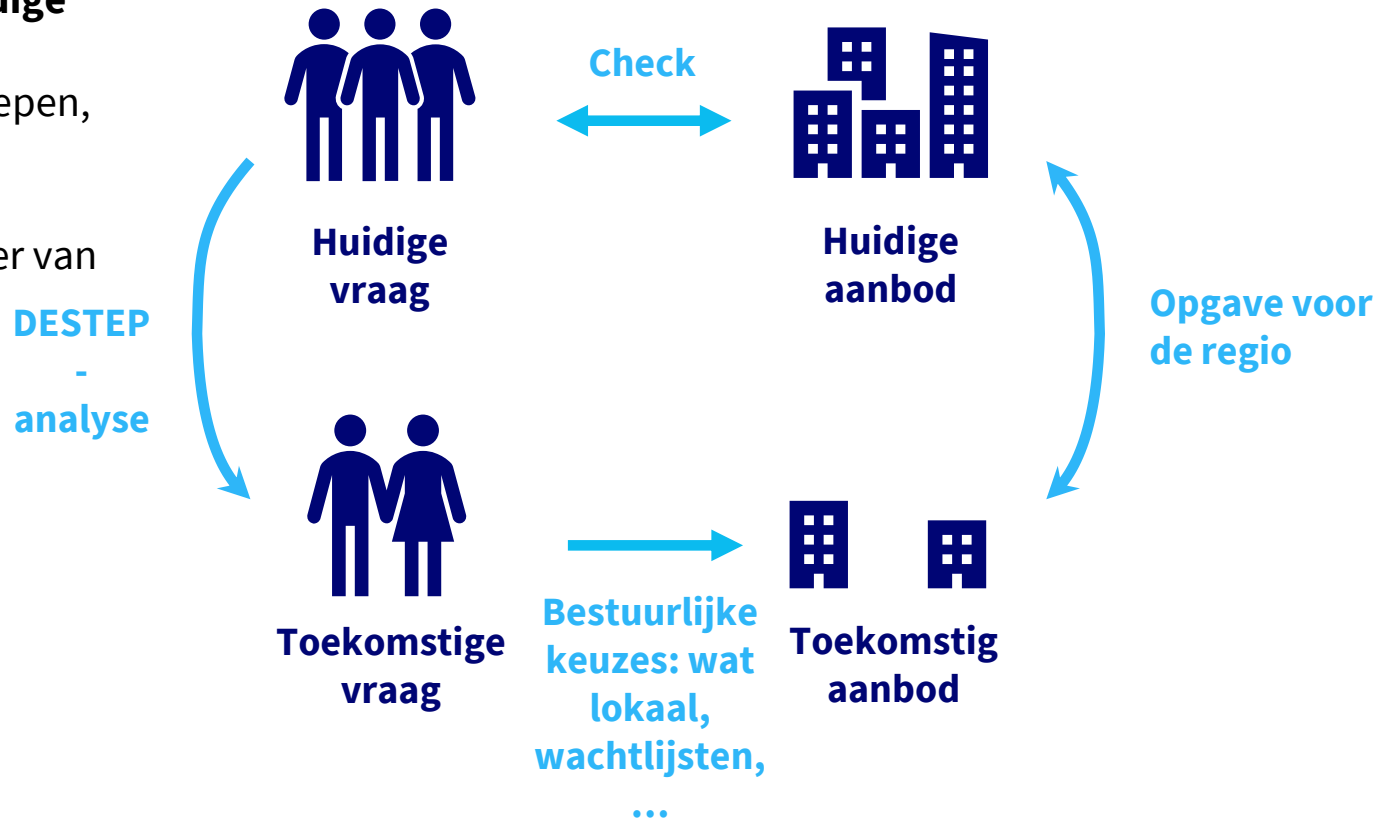 epen,
er van
DESTEP
-
analyse
Check
Huidige
vraag
Huidige
aanbod
Opgave voor
de regio
Toekomstige
vraag
Bestuurlijke
keuzes: wat
lokaal,
wachtlijsten,
...
Toekomstig
aanbod